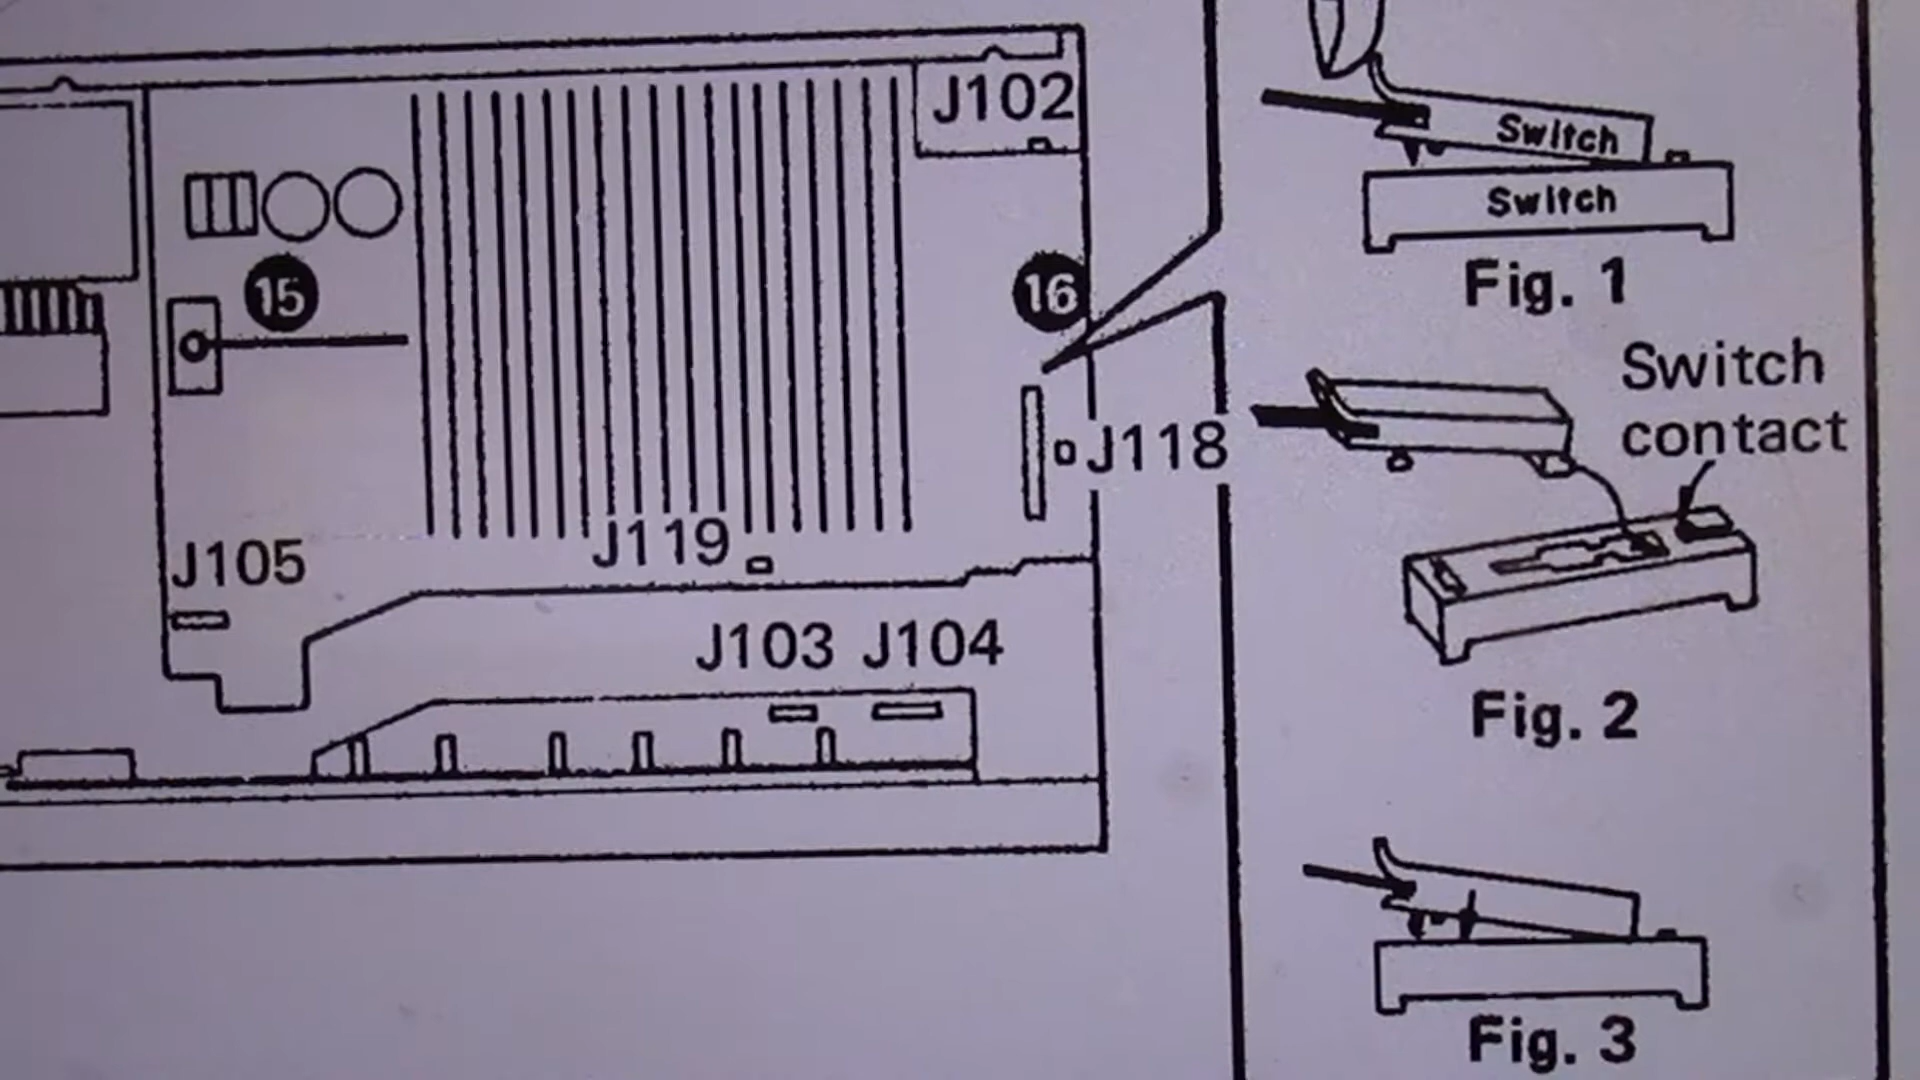 J102
Switch
Switch
15
16
Fig. 1
Switch
contact
J118
J119
J105
J103 J104
Fig. 2
Fig. 3